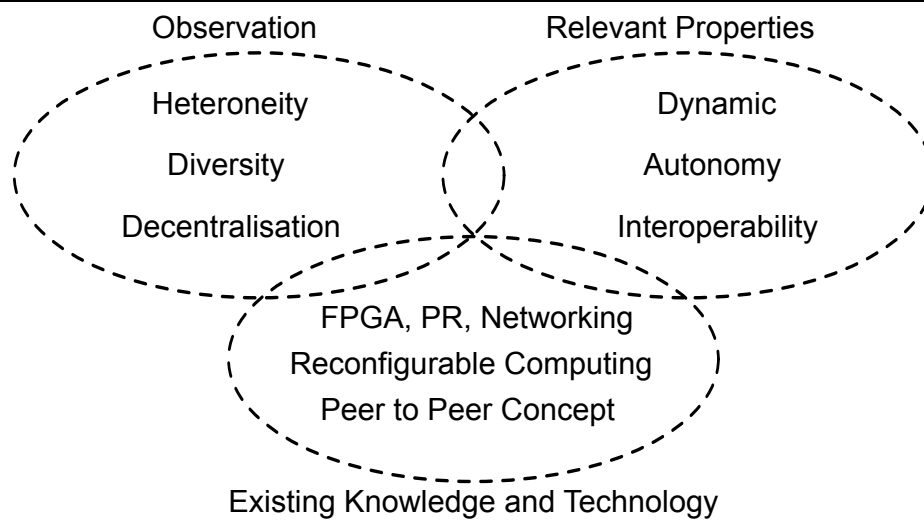 Observation
Relevant Properties
Heteroneity
Diversity
Decentralisation
Dynamic
Autonomy
Interoperability
FPGA, PR, Networking
Reconfigurable Computing
Peer to Peer Concept
Existing Knowledge and Technology